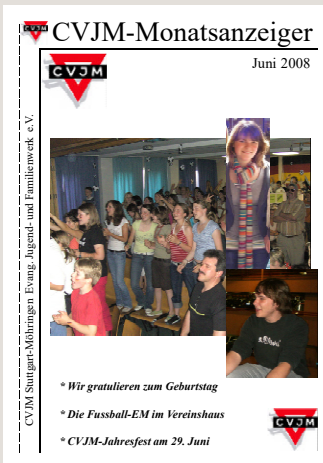 CVJM-Monatsanzeiger
Juni 2008
CVJM
CVJM Stuttgart-Möhringen Evang. Jugend- und Familienwerk e.V.
* Wir gratulieren zum Geburtstag
* Die Fussball-EM im Vereinshaus
* CVJM-Jahresfest am 29. Juni
CVJM